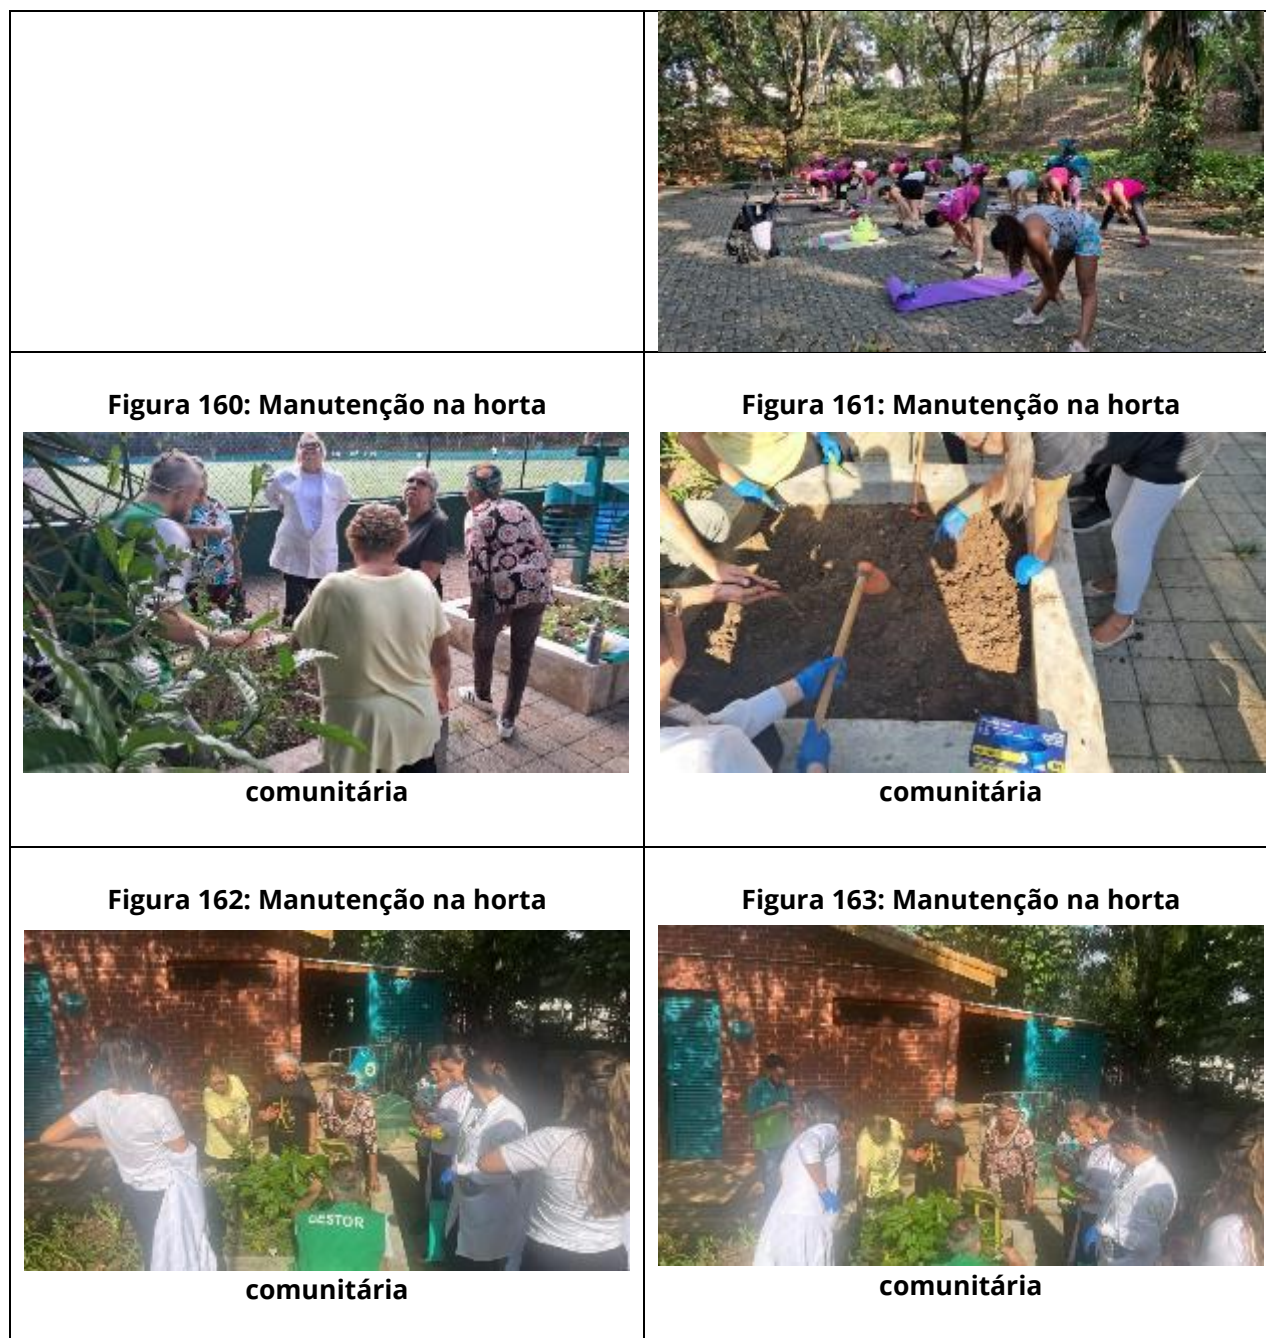 Figura 160: Manutenção na horta
comunitária
Figura 161: Manutenção na horta
comunitária
Figura 162: Manutenção na horta
GESTOR
comunitária
Figura 163: Manutenção na horta
comunitária